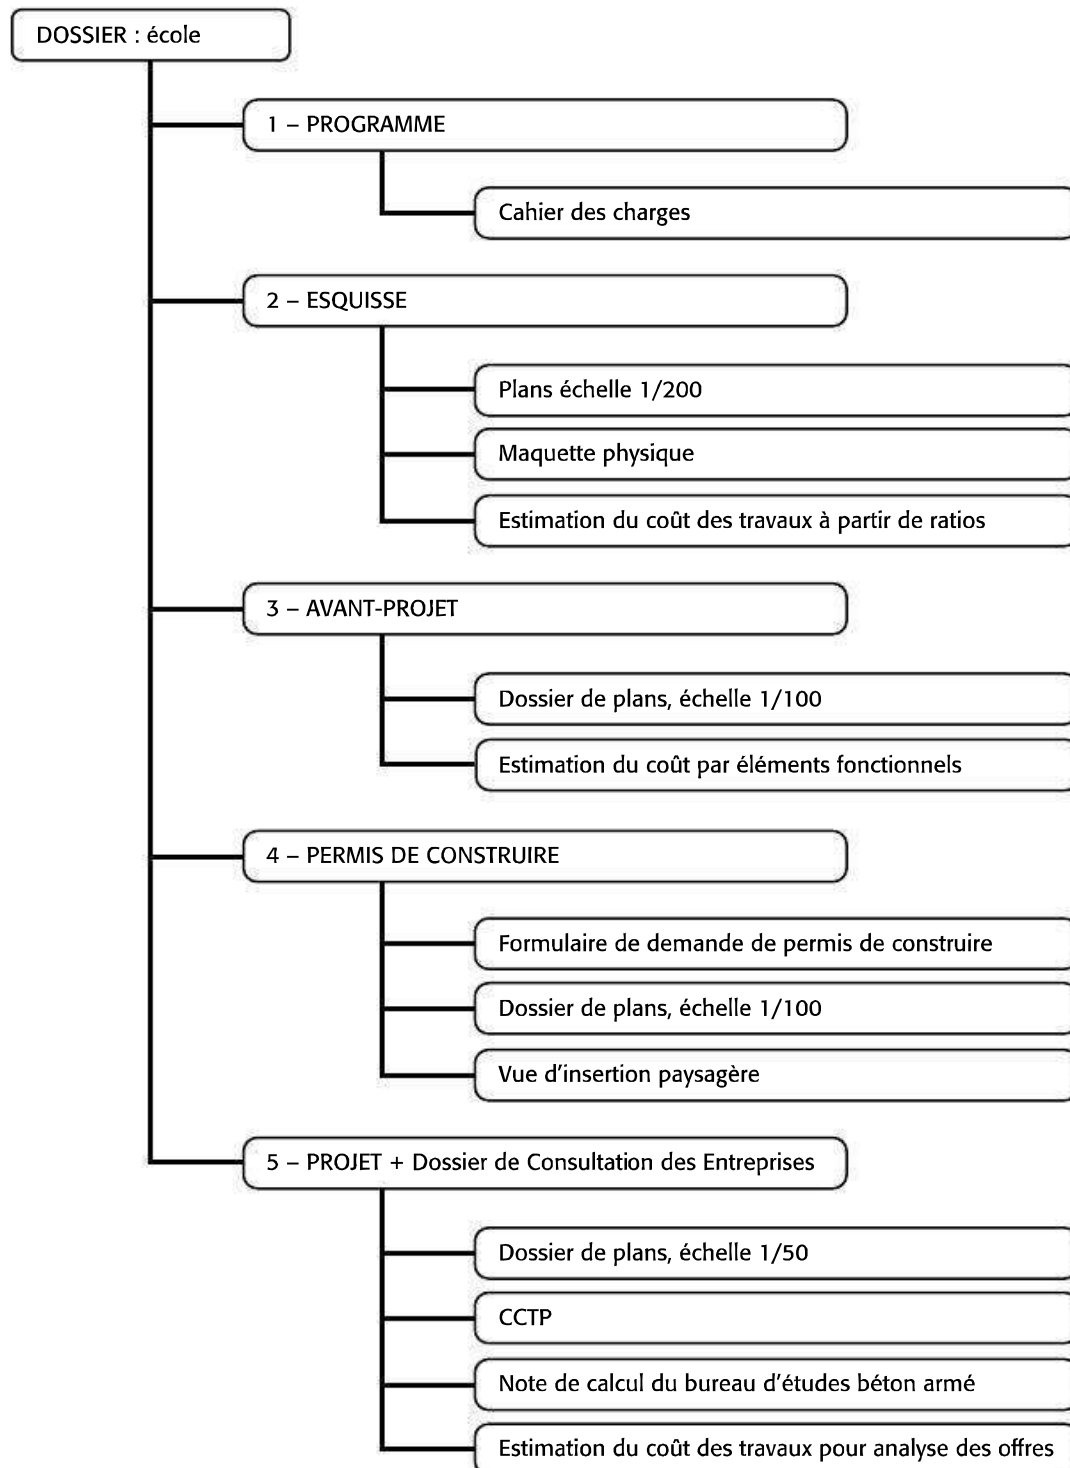 DOSSIER : école
1 – PROGRAMME
Cahier des charges
2 – ESQUISSE
Plans échelle 1/200
Maquette physique
Estimation du coût des travaux à partir de ratios
3 – AVANT-PROJET
Dossier de plans, échelle 1/100
Estimation du coût par éléments fonctionnels
4 – PERMIS DE CONSTRUIRE
Formulaire de demande de permis de construire
Dossier de plans, échelle 1/100
Vue d’insertion paysagère
5 – PROJET + Dossier de Consultation des Entreprises
Dossier de plans, échelle 1/50
CCTP
Note de calcul du bureau d’études béton armé
Estimation du coût des travaux pour analyse des offres